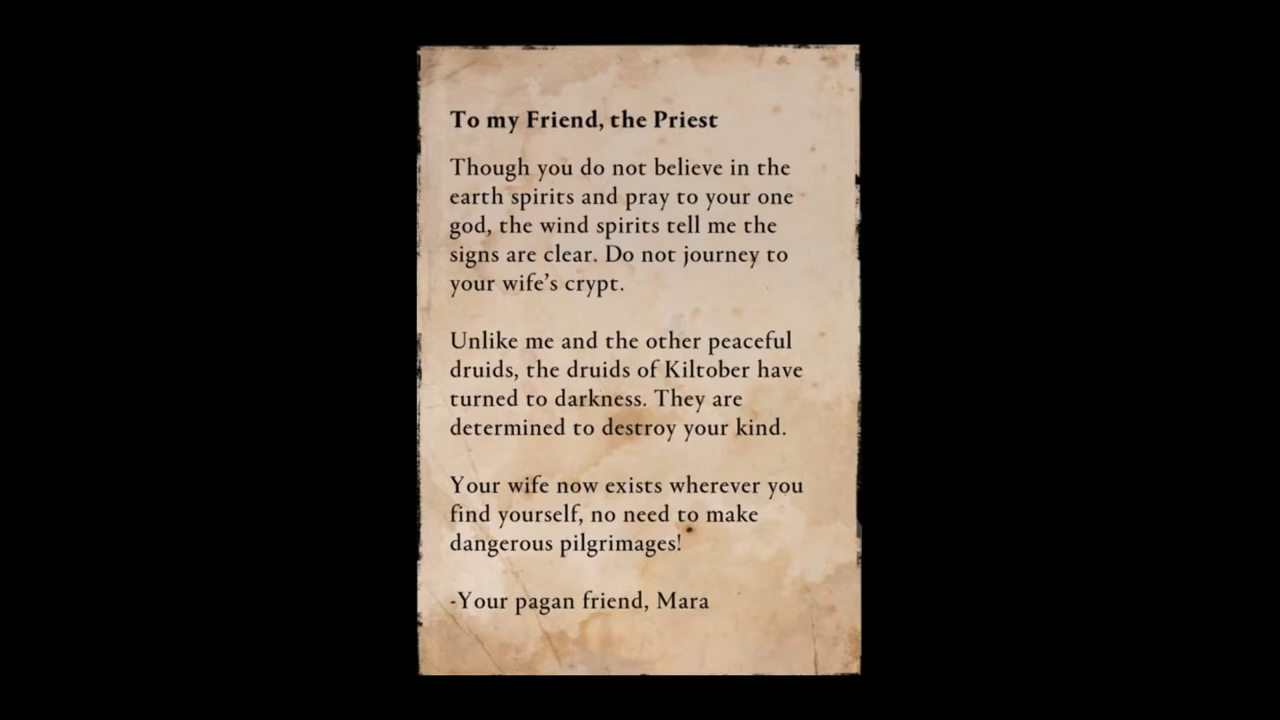 To my Friend, the Priest
Though you do not believe in the
earth spirits and pray to your one
god, the wind spirits tell me the
signs are clear. Do not journey to
your wife's crypt.
Unlike me and the other peaceful
druids, the druids of Kiltober have
turned to darkness. They are
determined to destroy your kind.
Your wife now exists wherever you
find yourself, no need to make
dangerous pilgrimages!
-Your pagan friend, Mara